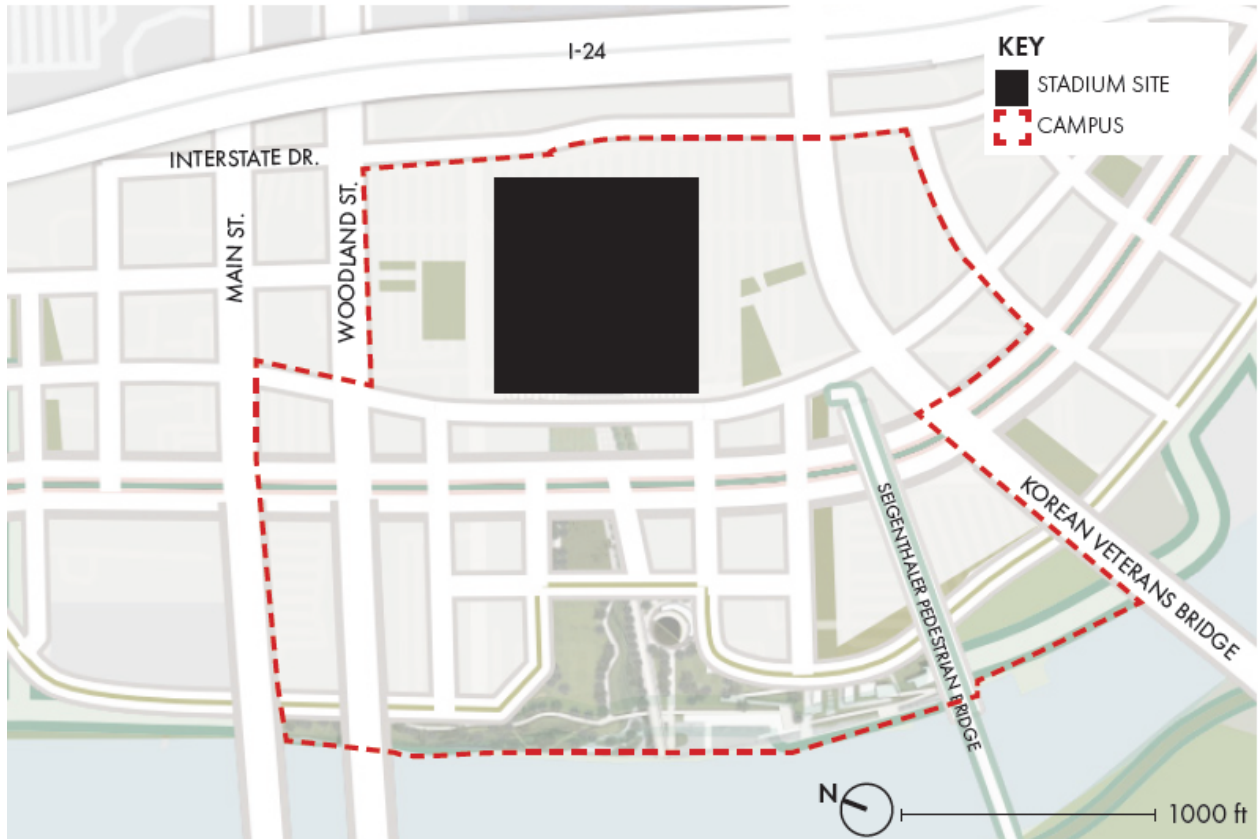 I-24
KEY
STADIUM SITE
CAMPUS
INTERSTATE DR.
MAIN ST.
WOODLAND ST.
SEIGENTHALER PEDESTRIAN BRIDGE
KOREAN VETERANS BRIDGE
N
1000 ft